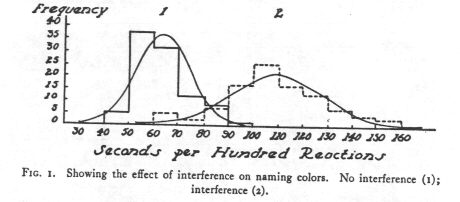 Frequency 1 2
40
35
30
25
20
15
10
5
0
30 40 50 60 70 80 90 100 110 120 130 140 150 160
Seconds per Hundred Reactions
FIG. 1. Showing the effect of interference on naming colors. No interference (1);
interference (2).